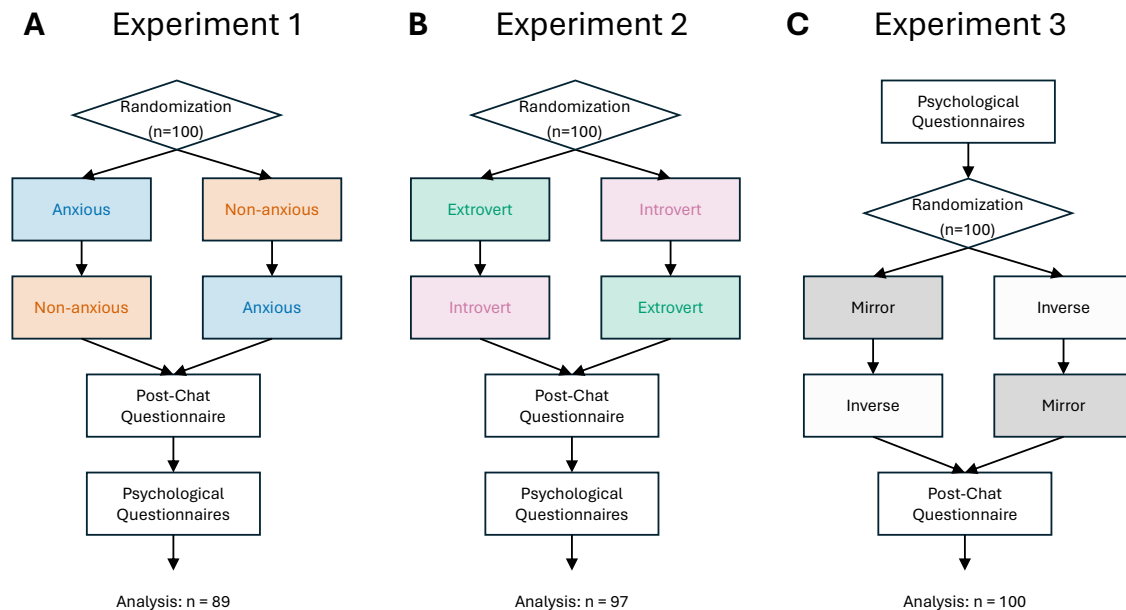 A Experiment 1
Randomization
(n=100)
Anxious
Non-anxious
Non-anxious
Anxious
Post-Chat
Questionnaire
Psychological
Questionnaires
Analysis: n = 89
B Experiment 2
Randomization
(n=100)
Extrovert
Introvert
Introvert
Extrovert
Post-Chat
Questionnaire
Psychological
Questionnaires
Analysis: n = 97
C Experiment 3
Psychological
Questionnaires
Randomization
(n=100)
Mirror
Inverse
Inverse
Mirror
Post-Chat
Questionnaire
Analysis: n = 100